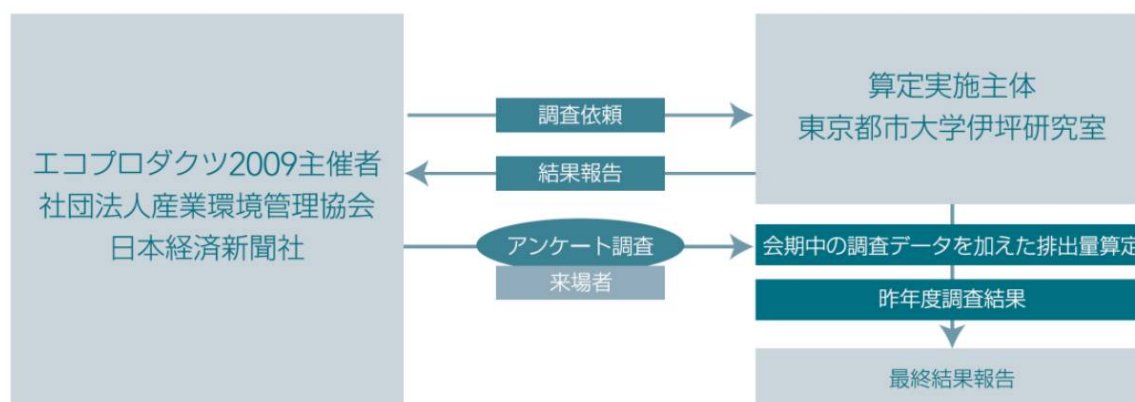 エコプロダクツ2009主催者
社団法人産業環境管理協会
日本経済新聞社
調査依頼
結果報告
アンケート調査
来場者
算定実施主体
東京都市大学伊坪研究室
会期中の調査データを加えた排出量算定
昨年度調査結果
最終結果報告